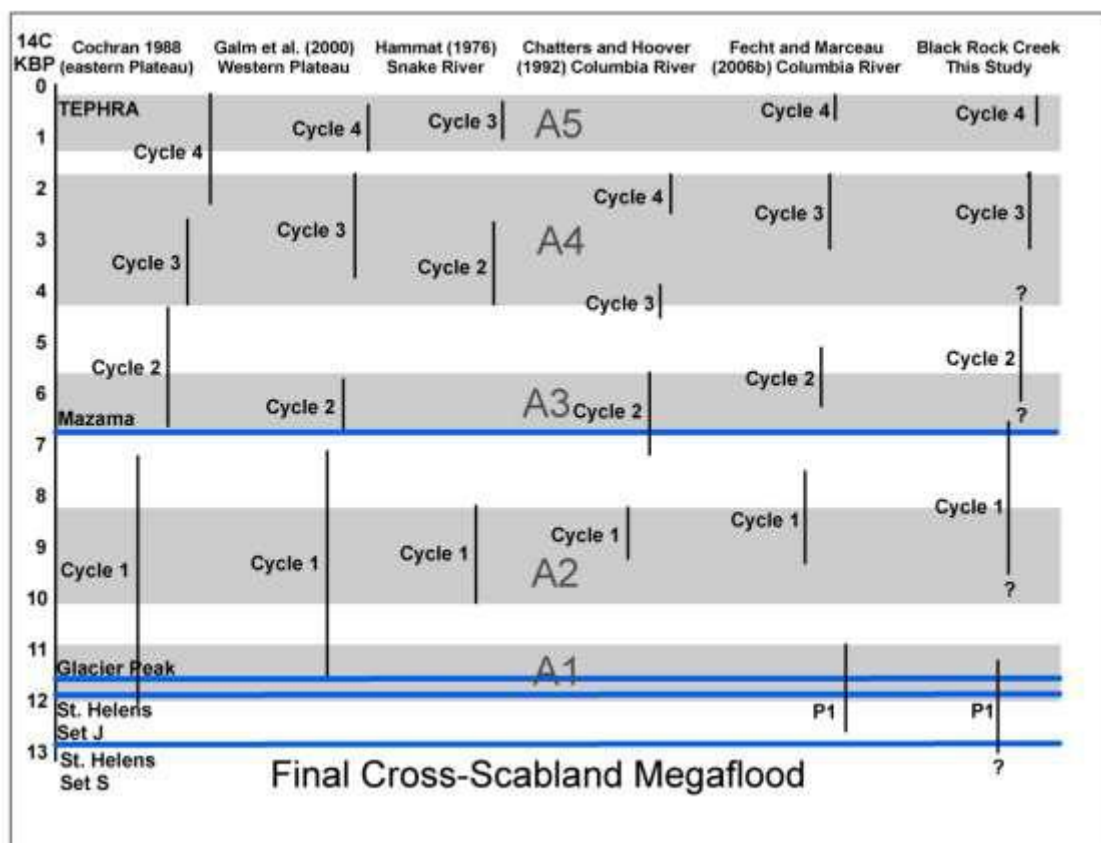 14C
KBP
Cochran 1988
(eastern Plateau)
Galm et al. (2000)
Western Plateau
Hammat (1976)
Snake River
Chatters and Hoover
(1992) Columbia River
Fecht and Marceau
(2006b) Columbia River
Black Rock Creek
This Study
0
TEPHRA
Cycle 4
Cycle 3
A5
Cycle 4
Cycle 4
1
Cycle 4
2
Cycle 4
Cycle 3
Cycle 3
Cycle 3
3
A4
Cycle 3
Cycle 2
4
Cycle 3
?
5
Cycle 2
Cycle 2
Cycle 2
6
Cycle 2
A3
Cycle 2
?
Mazama
7
8
Cycle 1
Cycle 1
Cycle 1
9
Cycle 1
Cycle 1
Cycle 1
A2
10
?
11
Glacier Peak
A1
12
St. Helens
Set J
P1
P1
13
St. Helens
Set S
?
Final Cross-Scabland Megaflood